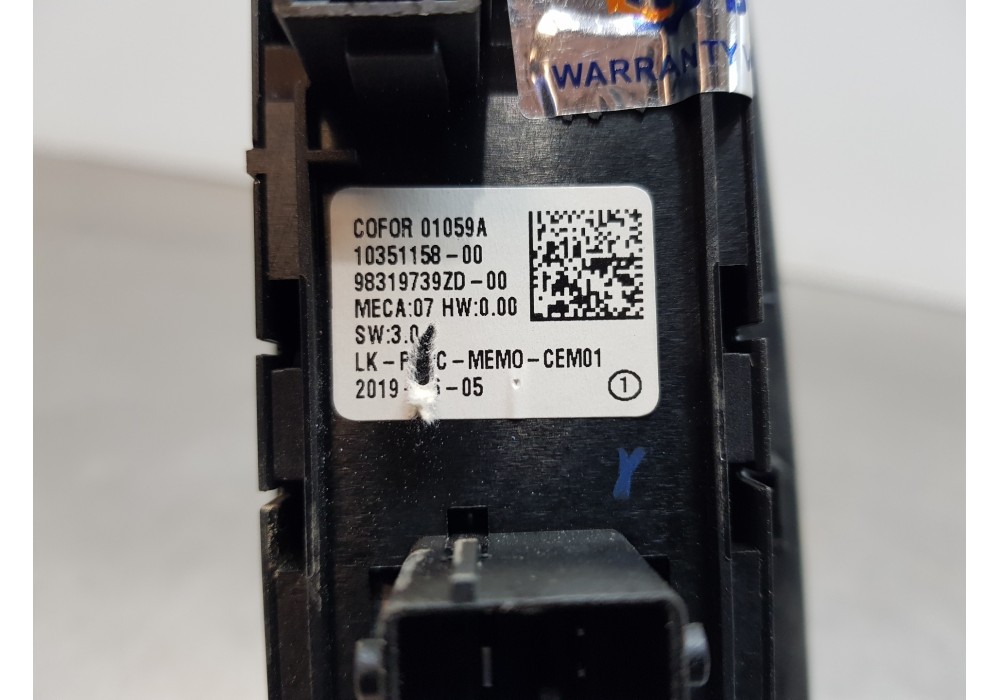 WARRANTY
COFOR 01059A
10351158-00
98319739ZD-00
MECA:07 HW:0.00
SW:3.0
-MEMO-CEM01
2019 -05
1
Y